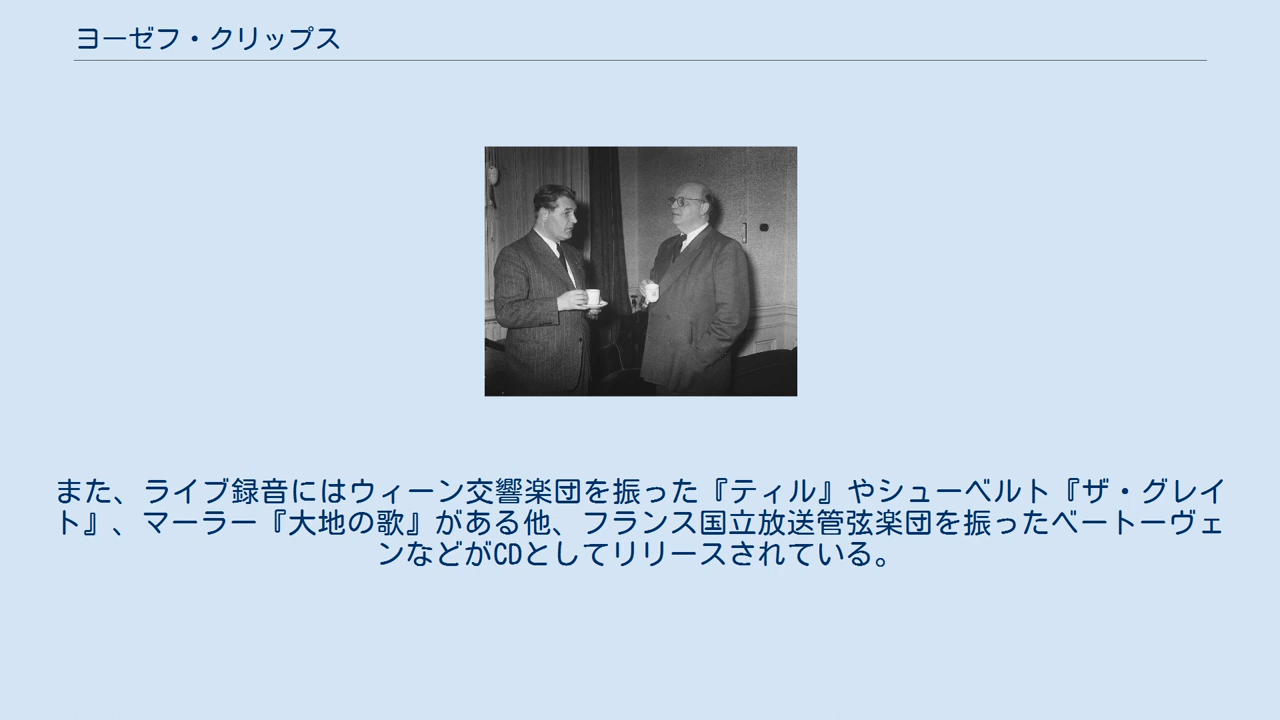 ヨーゼフ・クリップス
また、ライブ録音にはウィーン交響楽団を振った『ティル』やシューベルト『ザ・グレイ
ト』、マーラー『大地の歌』がある他、フランス国立放送管弦楽団を振ったベートーヴェ
ンなどがCDとしてリリースされている。